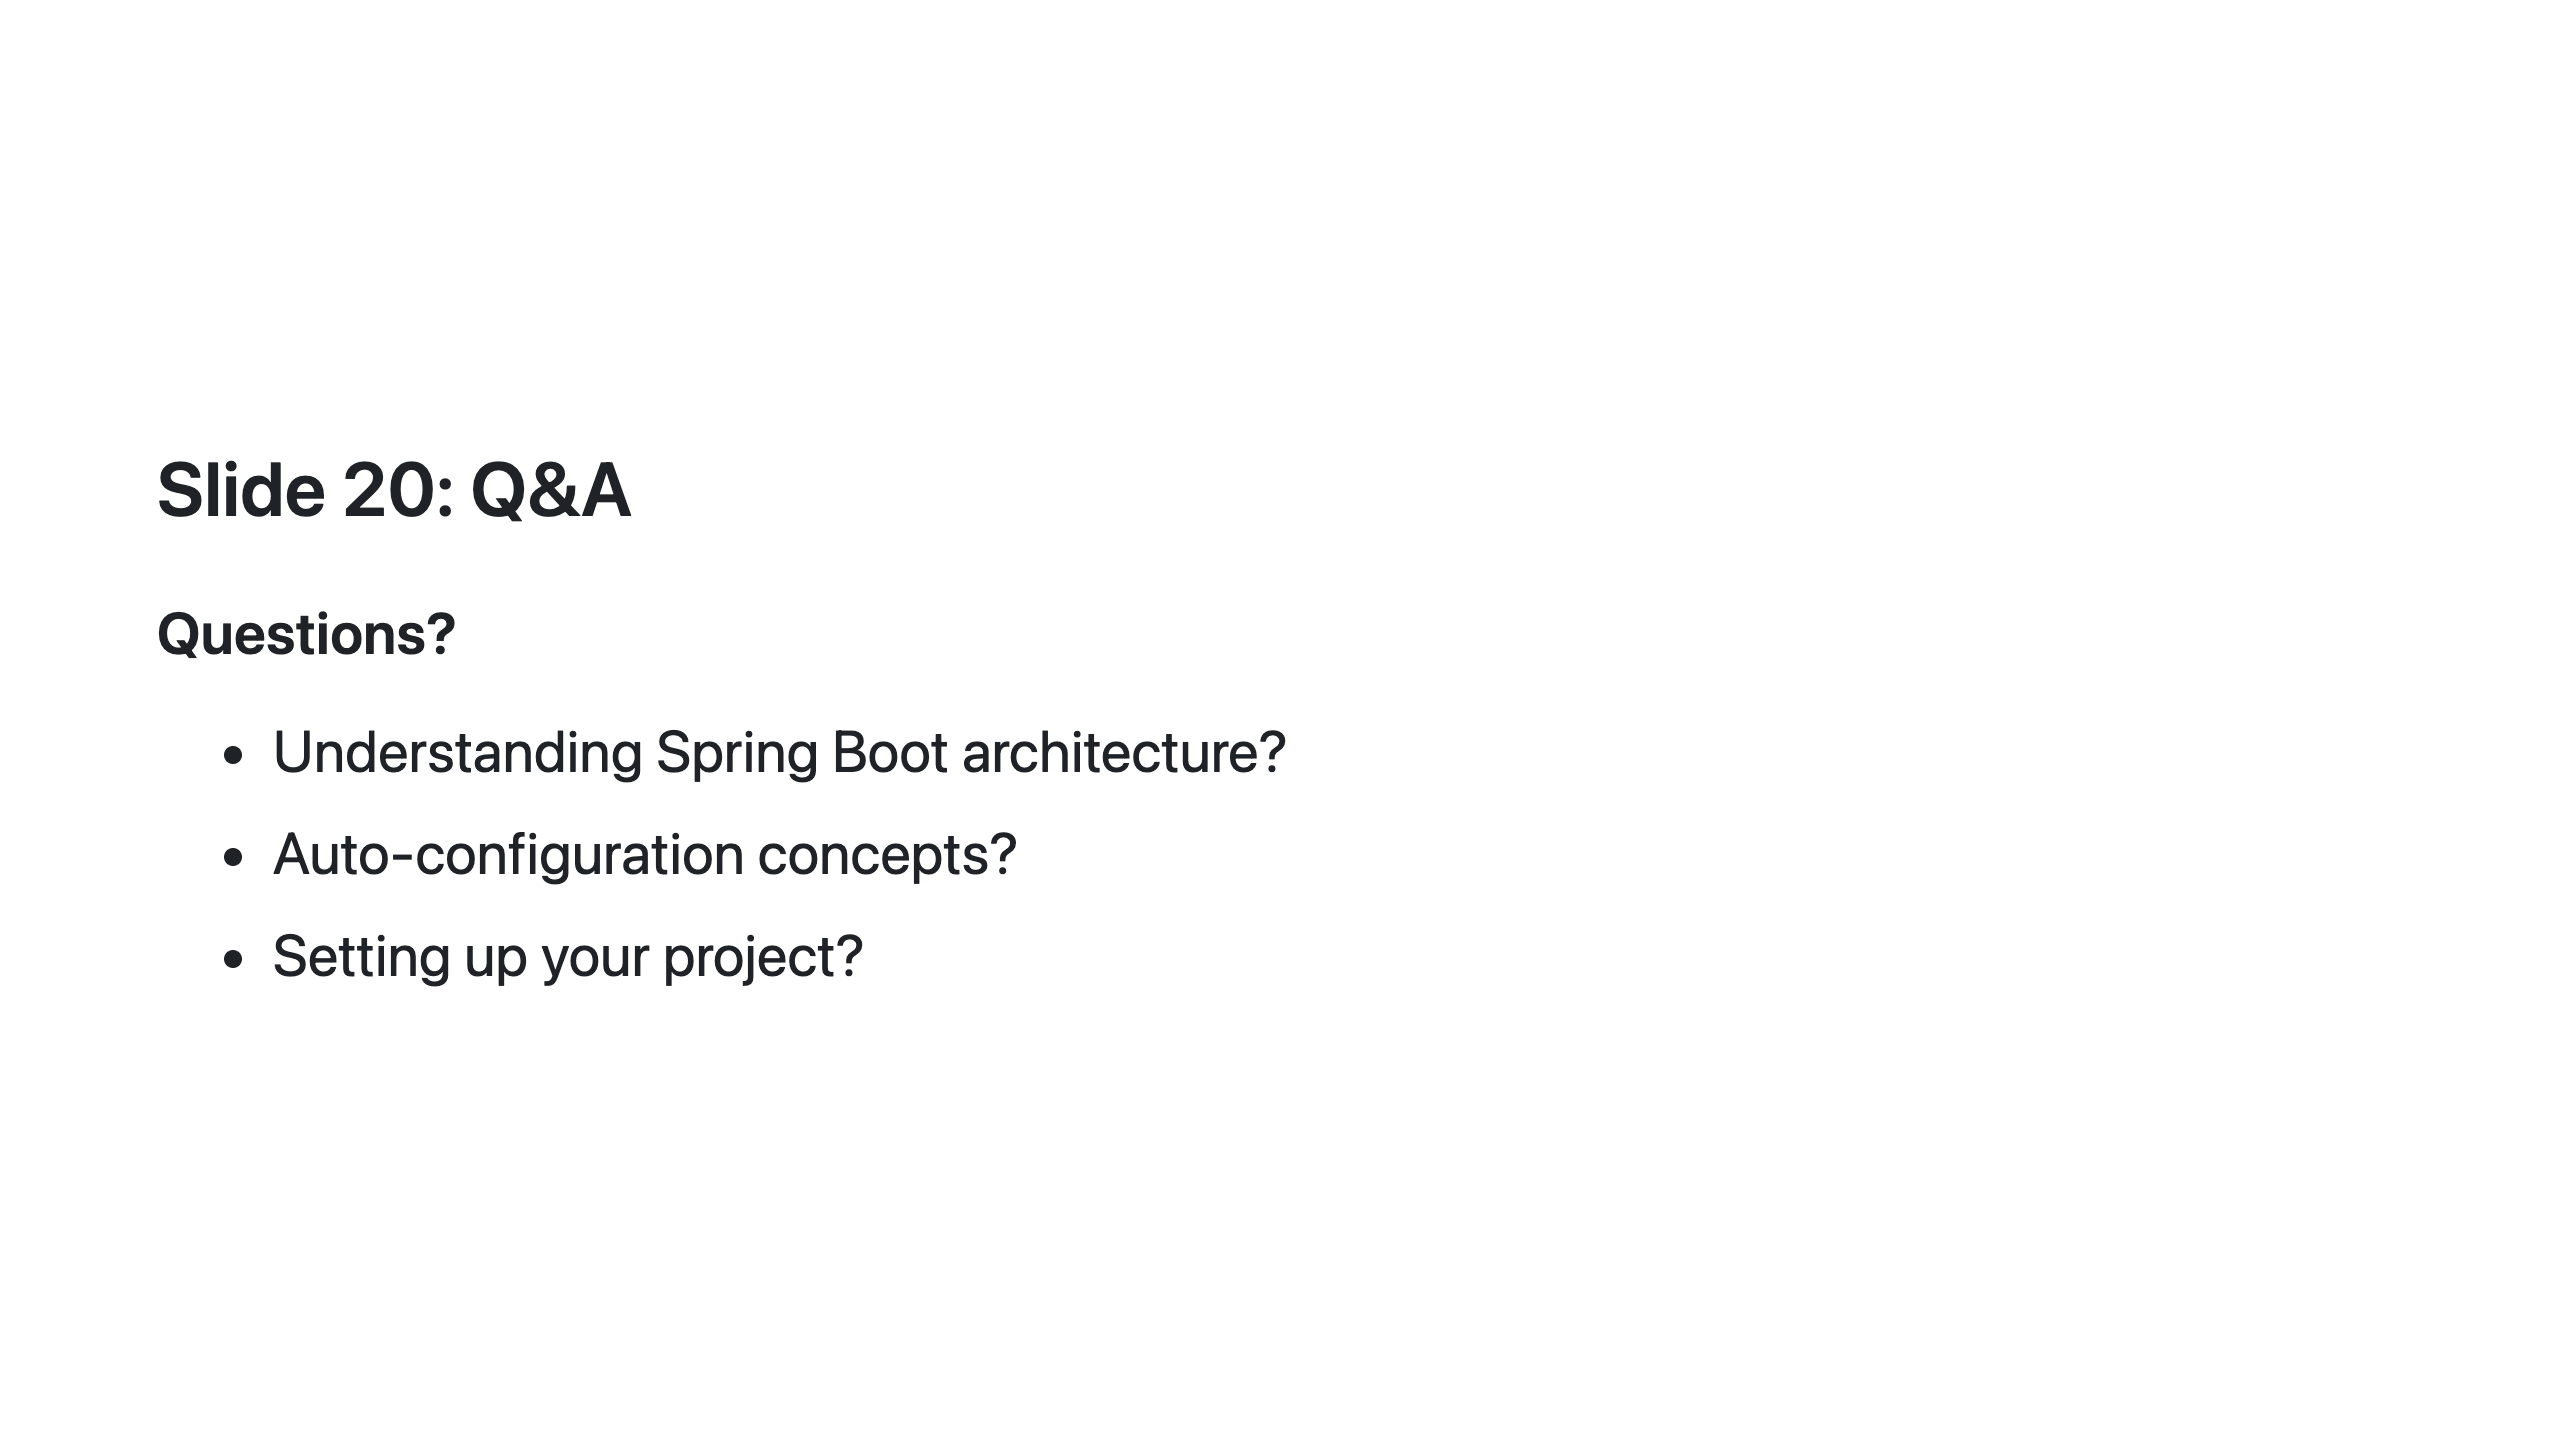 Slide 20: Q&A
Questions?
• Understanding Spring Boot architecture?
• Auto-configuration concepts?
• Setting up your project?